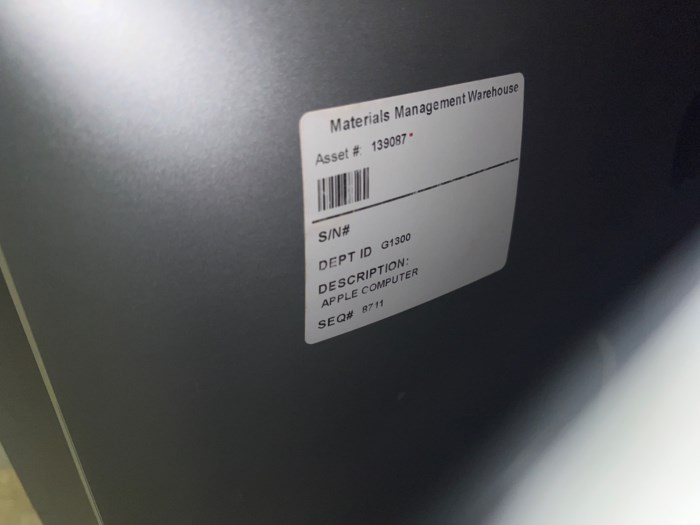 Materials Management Warehouse
Asset #: 139087*
S/N#
DEPT ID G1300
DESCRIPTION:
APPLE COMPUTER
SEQ# 8711